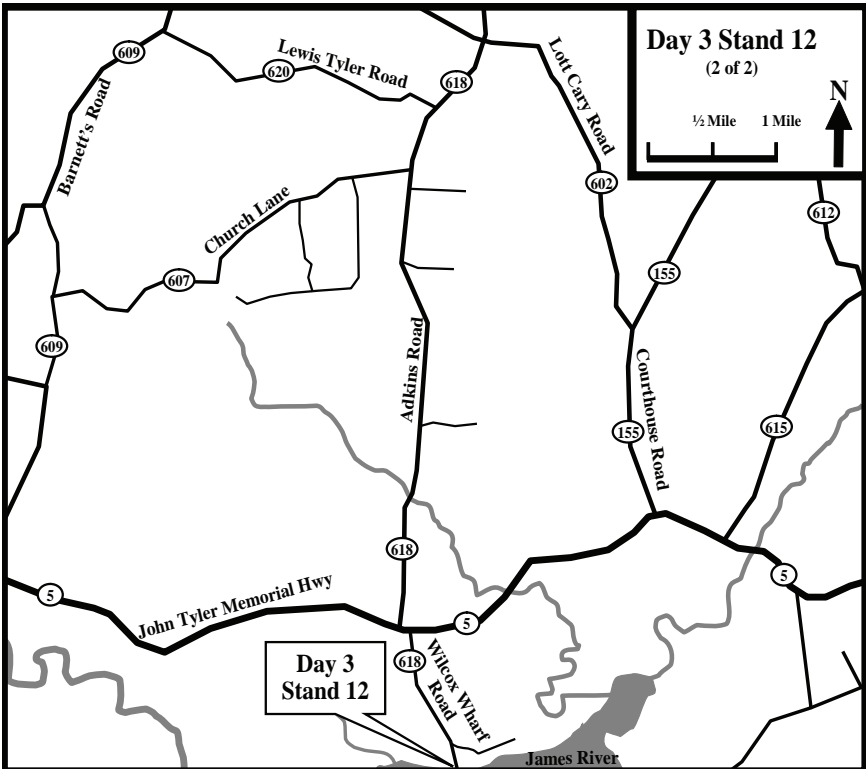 Day 3 Stand 12
(2 of 2)
½ Mile 1 Mile
N
609
Lewis Tyler Road
620
618
Lott Cary Road
Barnett's Road
602
612
Church Lane
607
155
609
Adkins Road
Courthouse Road
155
615
618
5
5
John Tyler Memorial Hwy
5
618
Wilcox Wharf
Road
Day 3
Stand 12
James River